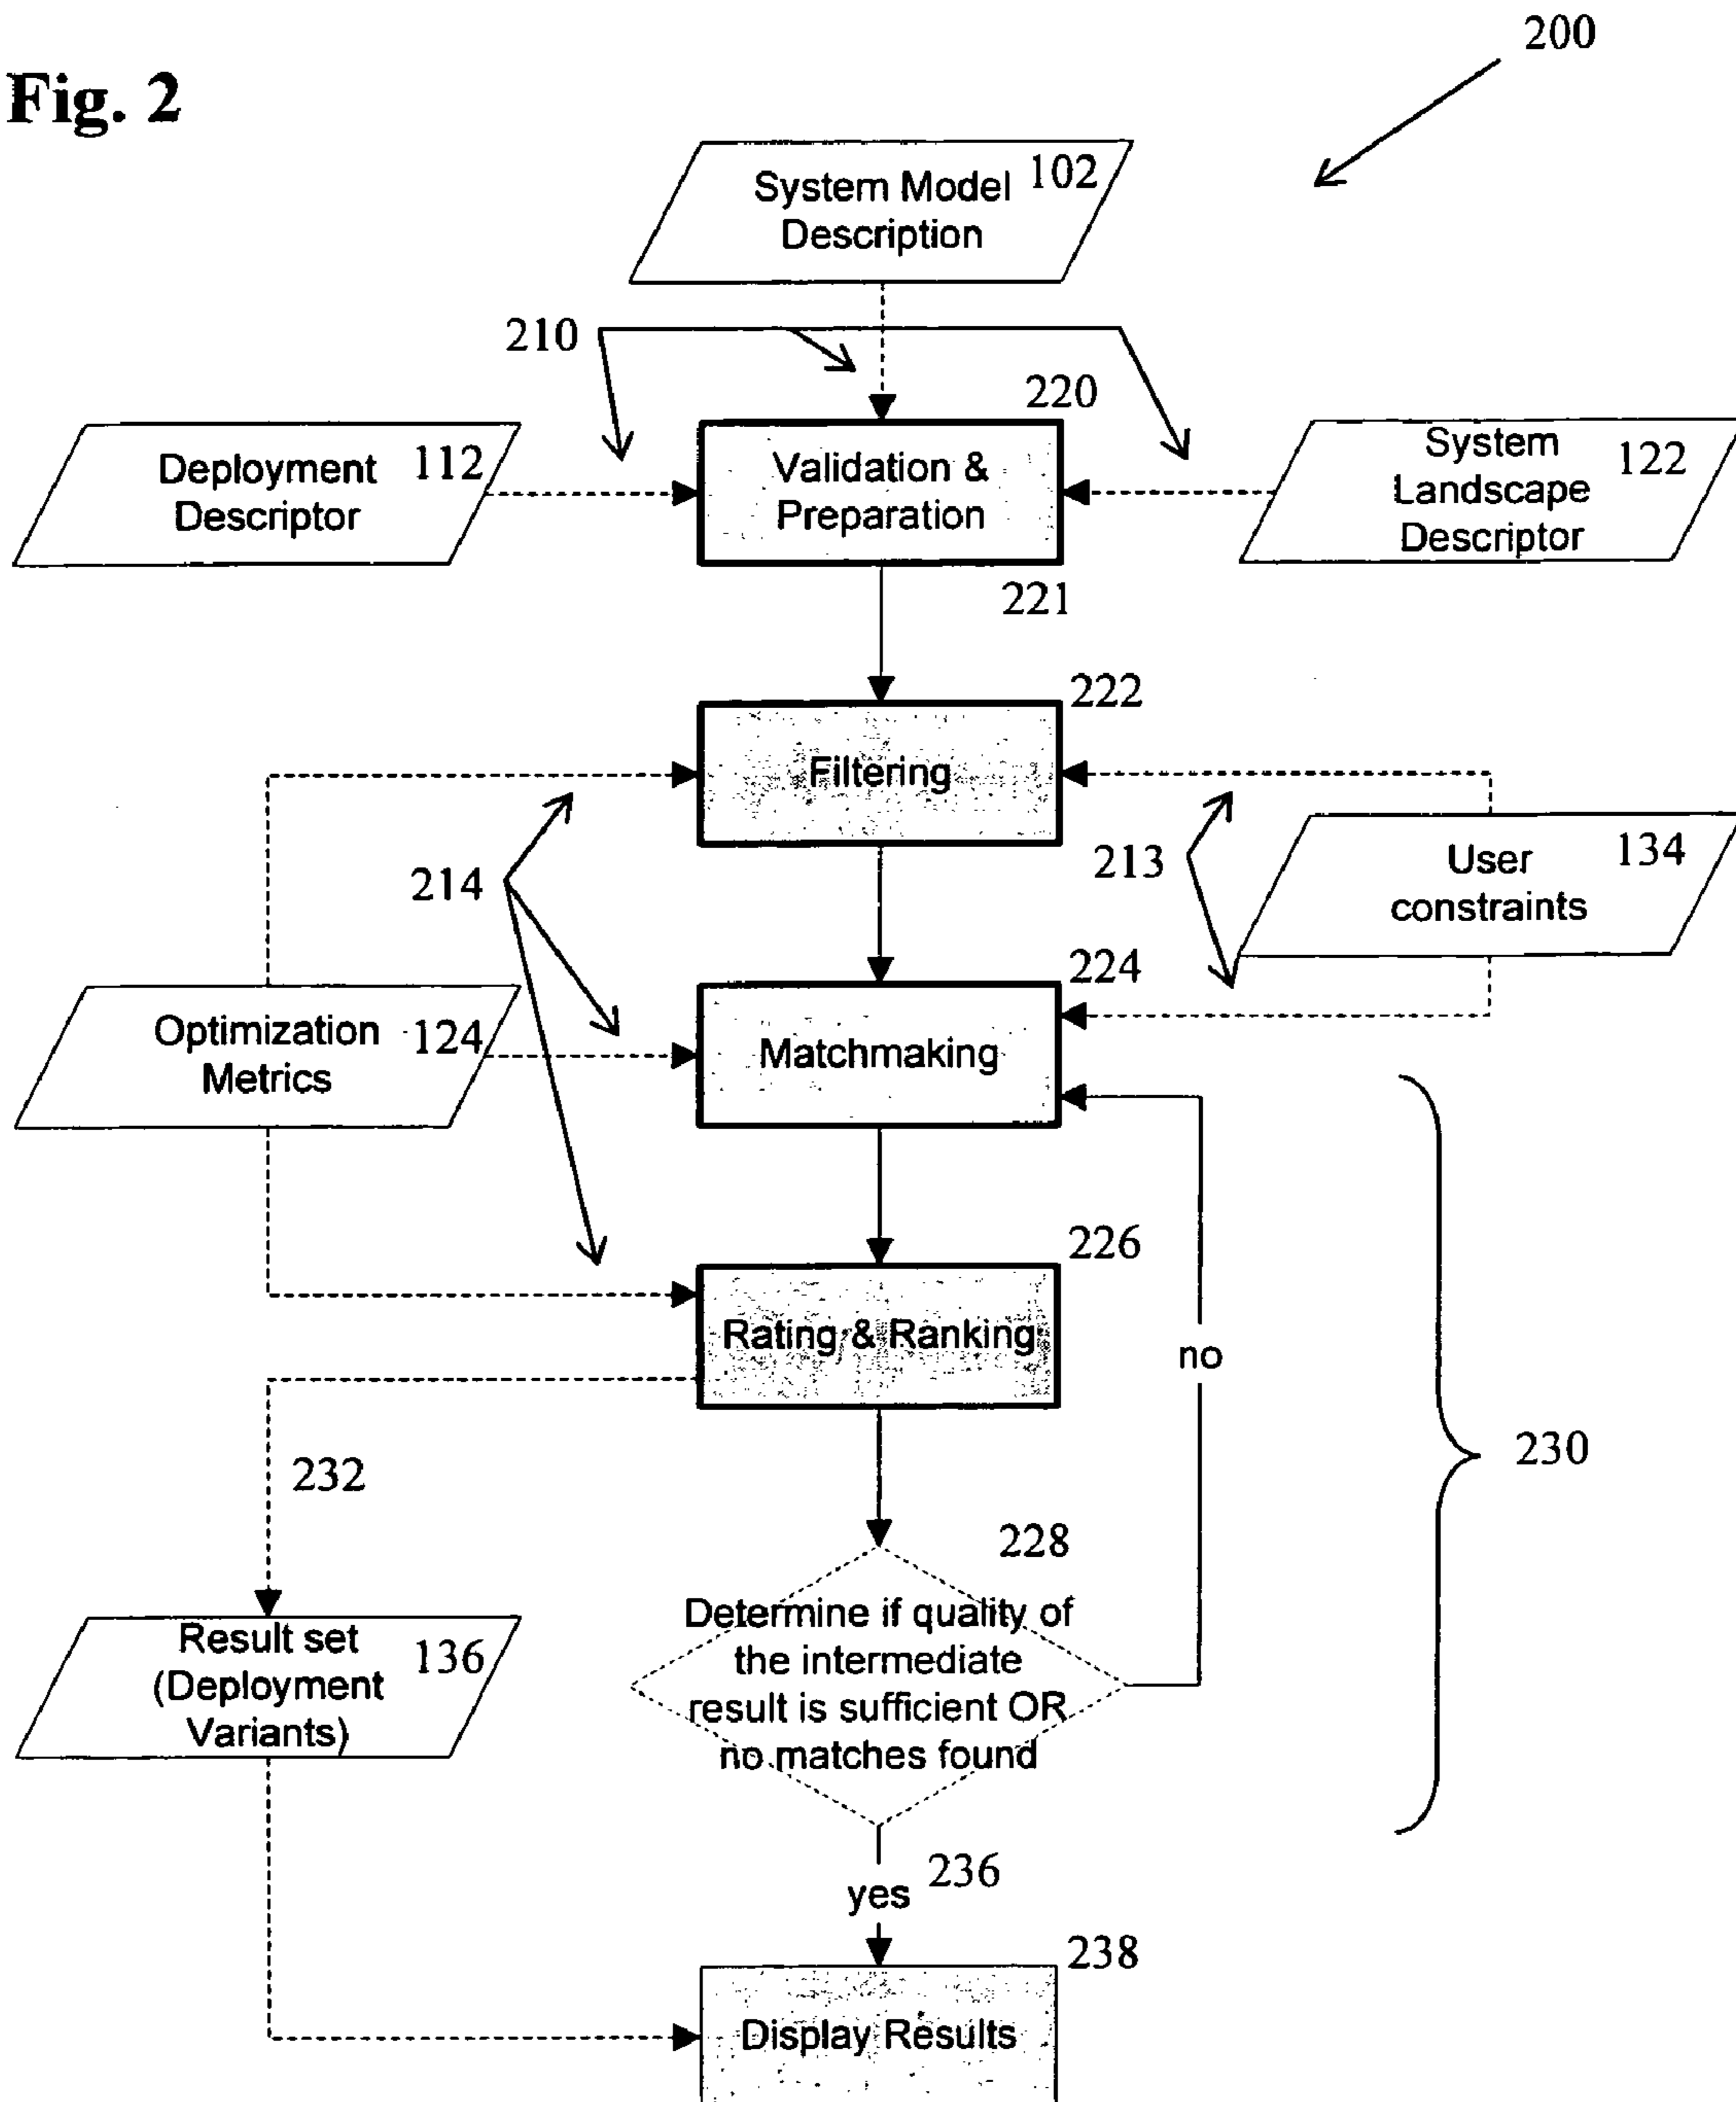 200
Fig. 2
System Model
Description
102
210
220
Deployment
Descriptor
112
Validation &
Preparation
System
Landscape
Descriptor
122
221
222
Filtering
214
213
User
constraints
134
224
Optimization
Metrics
124
Matchmaking
226
Rating & Ranking
no
230
232
228
Result set
(Deployment
Variants)
136
Determine if quality of
the intermediate
result is sufficient OR
no matches found
236
yes
238
Display Results